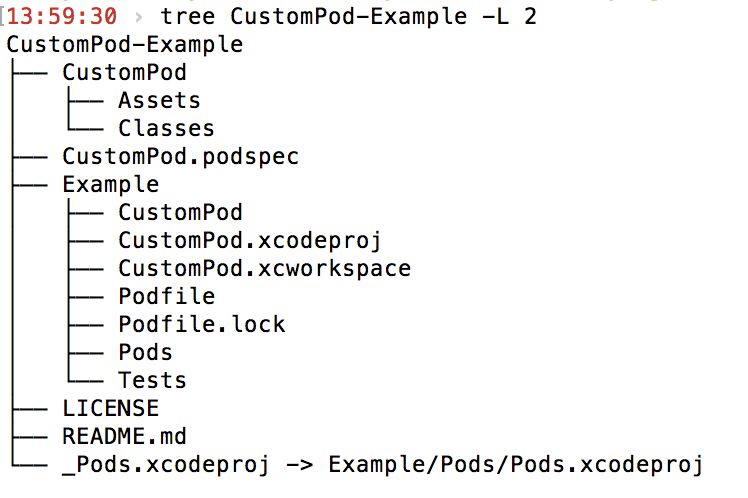 [13:59:30 › tree CustomPod-Example -L 2
CustomPod-Example
├── CustomPod
│   ├── Assets
│   └── Classes
├── CustomPod.podspec
├── Example
│   ├── CustomPod
│   ├── CustomPod.xcodeproj
│   ├── CustomPod.xcworkspace
│   ├── Podfile
│   ├── Podfile.lock
│   ├── Pods
│   └── Tests
├── LICENSE
├── README.md
└── _Pods.xcodeproj -> Example/Pods/Pods.xcodeproj